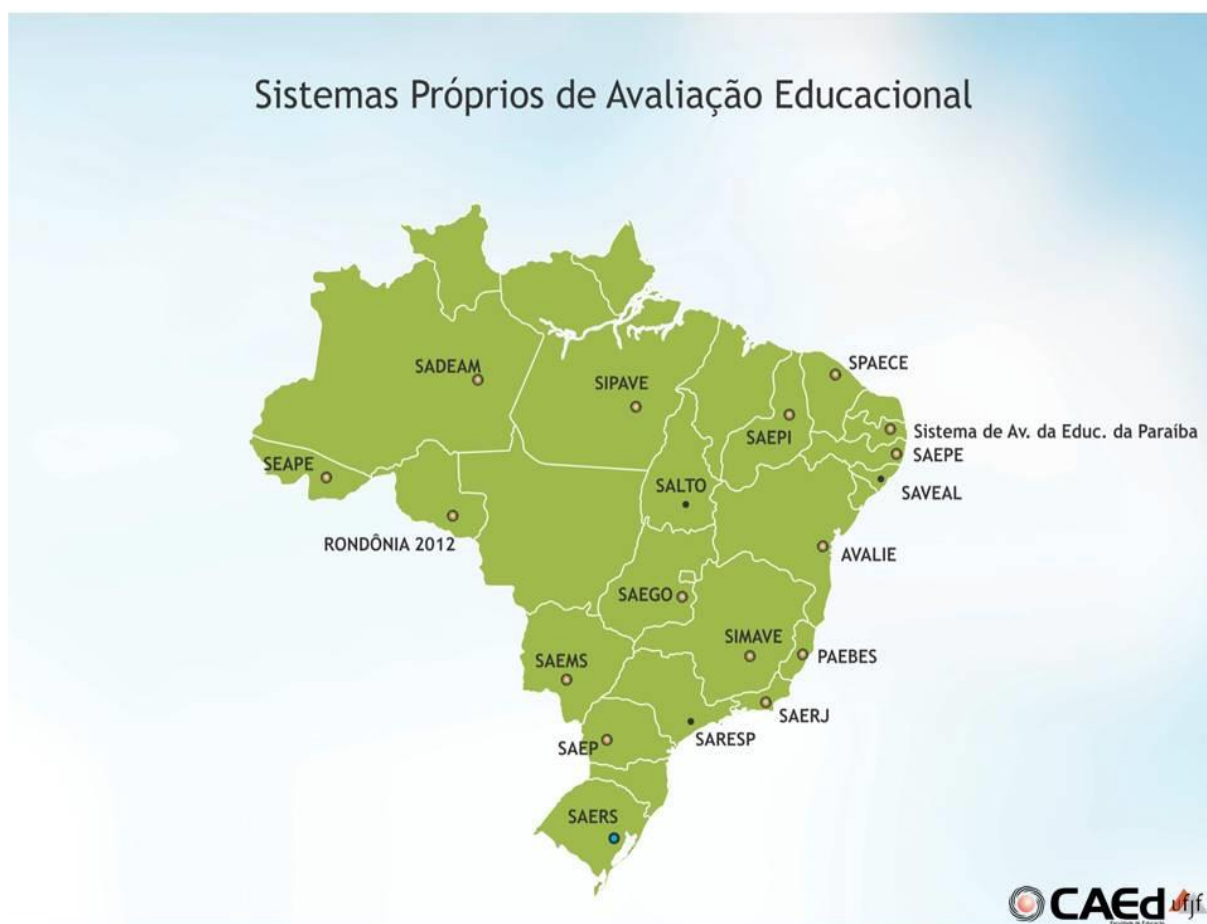 Sistemas Próprios de Avaliação Educacional
SPAECE
SADEAM
SIPAVE
SAEPI
Sistema de Av. da Educ. da Paraíba
SAEPE
SEAPE
SALTO
SAVEAL
RONDÔNIA 2012
AVALIE
SAEGO
SIMAVE
PAEBES
SAEMS
SAERJ
SARESP
SAEP
SAERS
CAEd ufjf